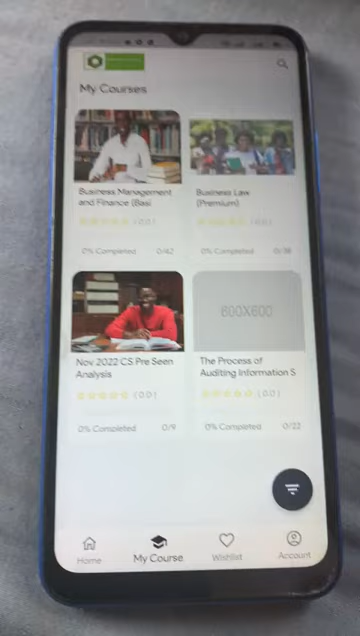 My Courses
Business Management
and Finance (Basi
(0.0)
0% Completed
0/42
Business Law
(Premium)
(0.0)
0% Completed
0/38
Nov 2022 CS Pre Seen
Analysis
(0.0)
0% Completed
0/9
600X600
The Process of
Auditing Information S
(0.0)
0% Completed
0/22
Home
My Course
Wishlist
Account